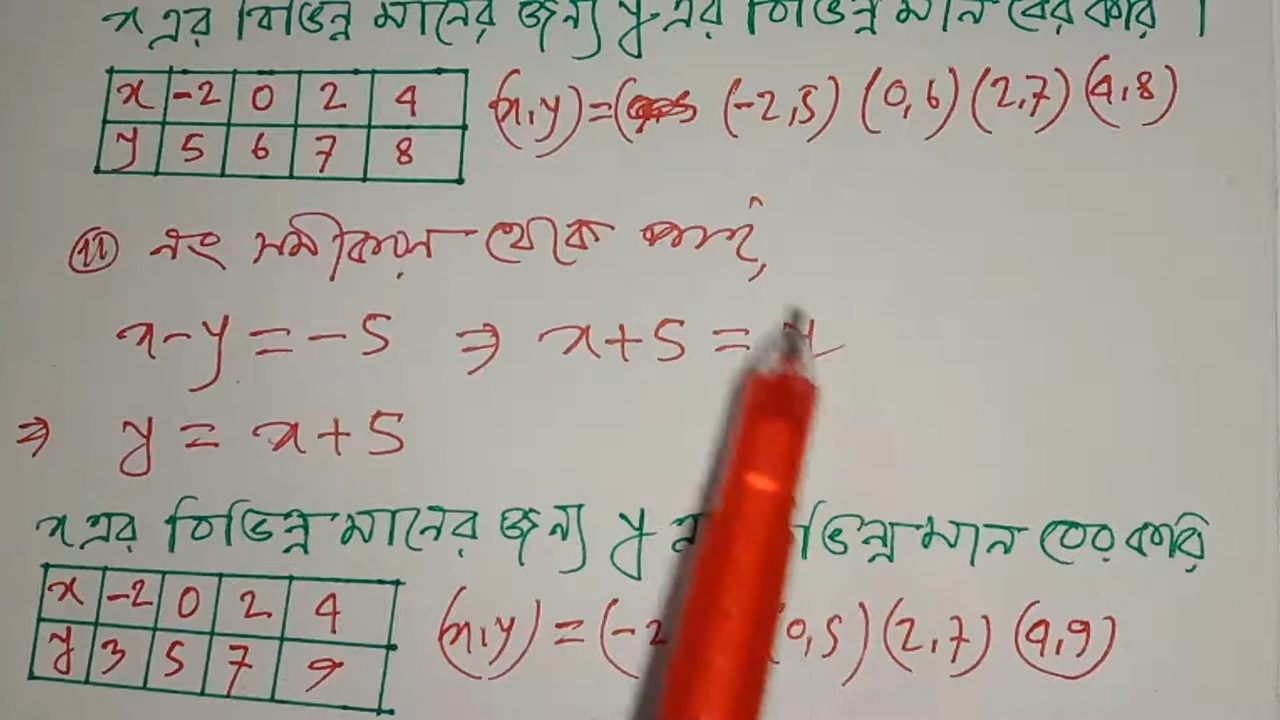 x এর বিভিন্ন মানের জন্য y এর বিভিন্ন মান বের করি ।
x -2 0 2 4
y 5 6 7 8
(x,y)=( (-2,5) (0,6) (2,7) (4,8)
(ii) নং সমীকরণ থেকে পাই,
x-y=-5 ⇒ x+5=y
⇒ y = x+5
x এর বিভিন্ন মানের জন্য y বিভিন্ন মান বের করি
x -2 0 2 4
y 3 5 7 9
(x,y) = (-2 0,5) (2,7) (4,9)